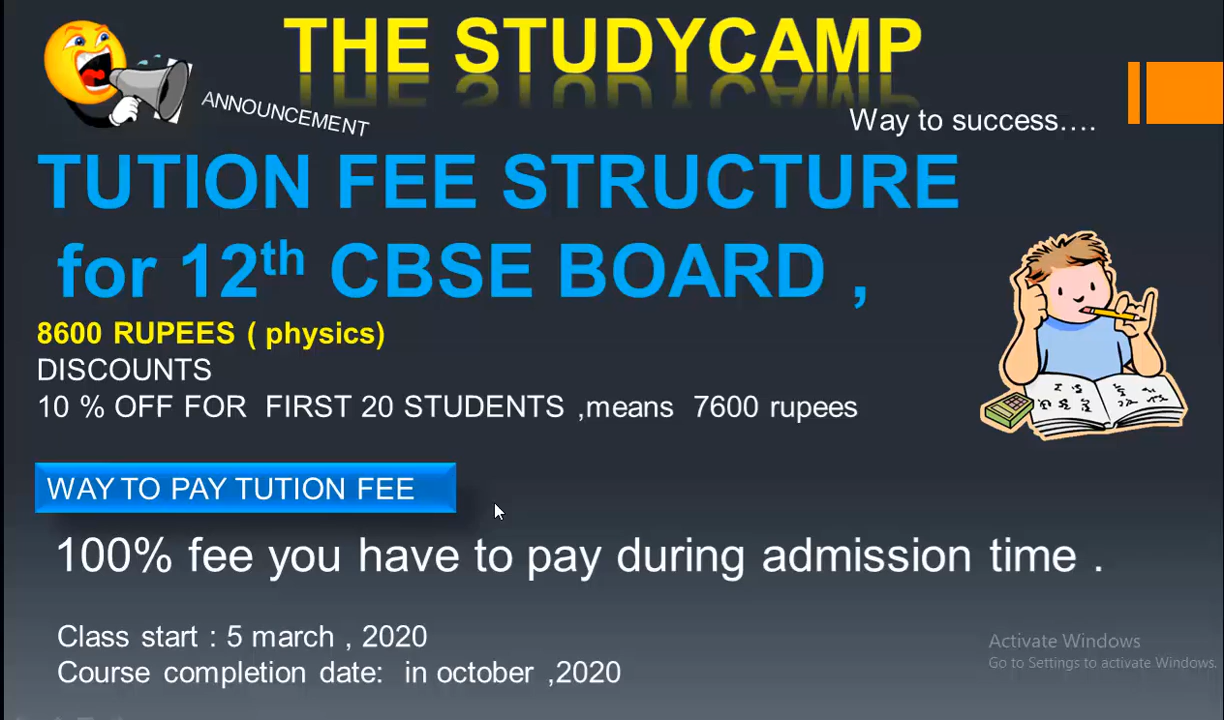 THE STUDYCAMP
ANNOUNCEMENT
Way to success....
TUTION FEE STRUCTURE
for 12th CBSE BOARD ,
8600 RUPEES ( physics)
DISCOUNTS
10 % OFF FOR FIRST 20 STUDENTS ,means 7600 rupees
WAY TO PAY TUTION FEE
100% fee you have to pay during admission time .
Class start : 5 march , 2020
Course completion date: in october ,2020
Activate Windows
Go to Settings to activate Windows.